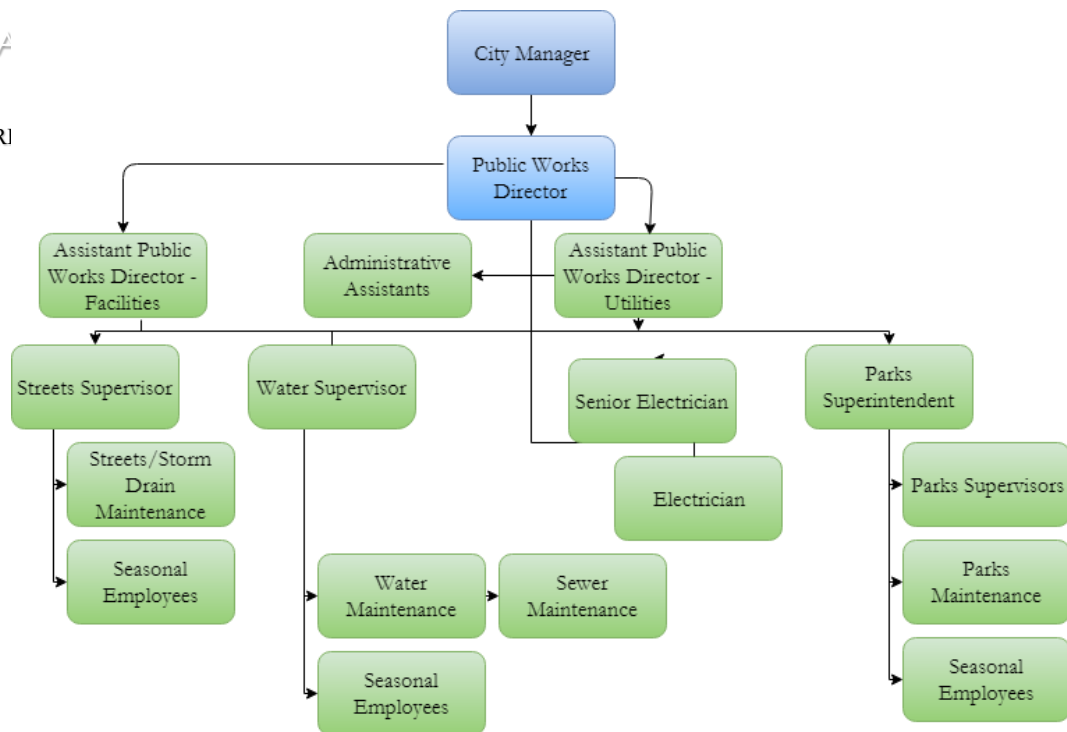 City Manager
Public Works
Director
Assistant Public
Works Director -
Facilities
Administrative
Assistants
Assistant Public
Works Director -
Utilities
Streets Supervisor
Water Supervisor
Senior Electrician
Parks
Superintendent
Streets/Storm
Drain
Maintenance
Electrician
Parks Supervisors
Seasonal
Employees
Water
Maintenance
Sewer
Maintenance
Parks
Maintenance
Seasonal
Employees
Seasonal
Employees